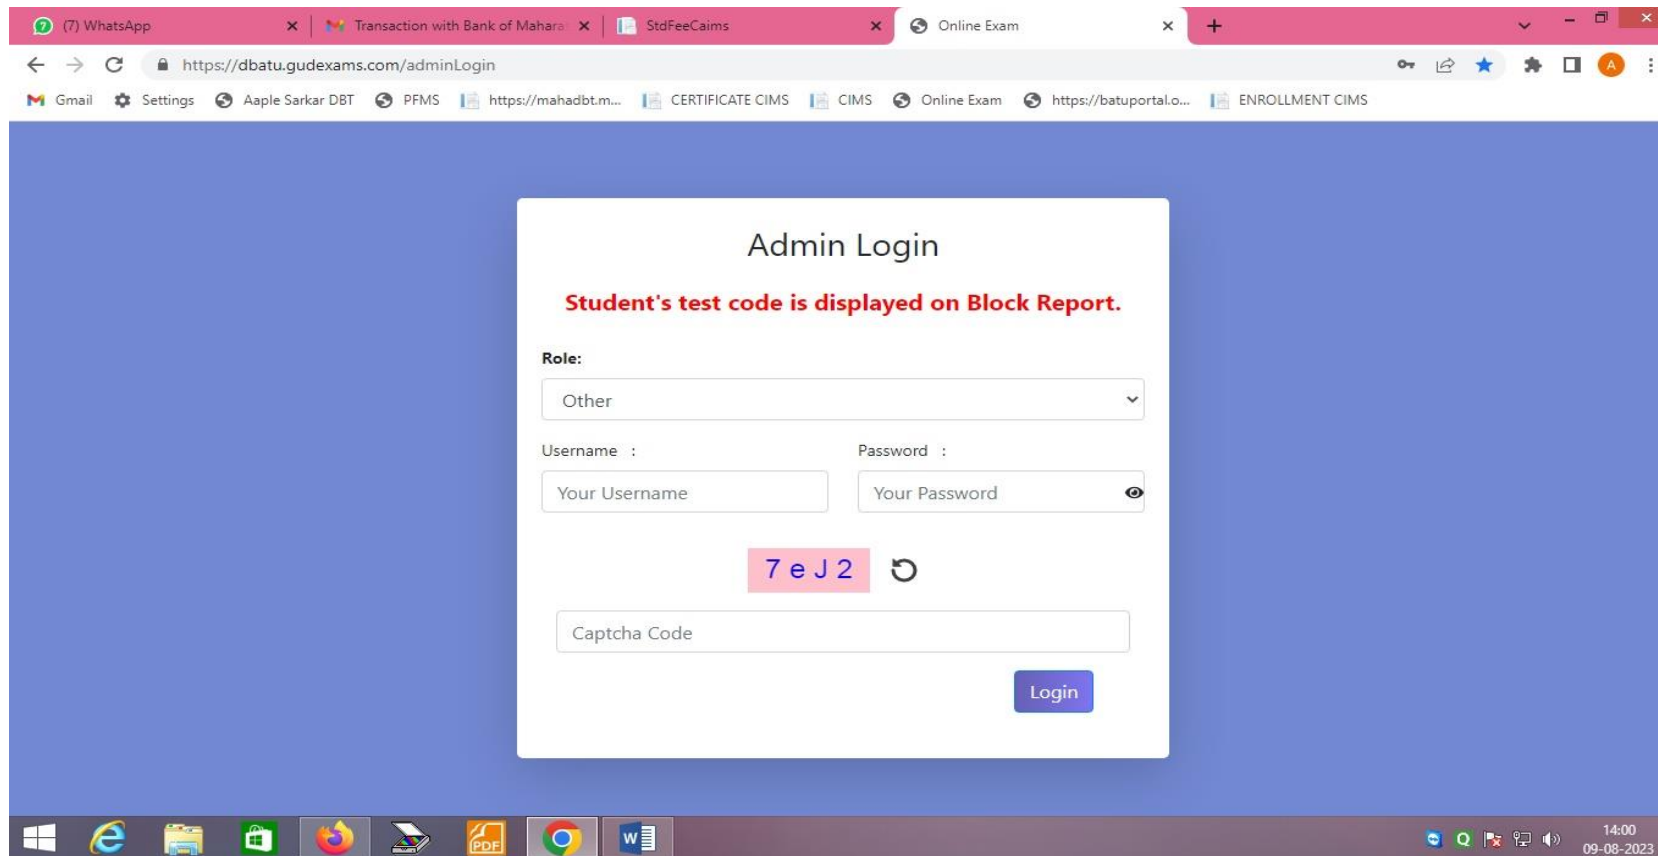 (7) WhatsApp
Transaction with Bank of Mahara
StdFeeCaims
Online Exam
https://dbatu.gudexams.com/adminLogin
A
Gmail Settings Aaple Sarkar DBT PFMS https://mahadbt.m... CERTIFICATE CIMS CIMS Online Exam https://batuportal.o... ENROLLMENT CIMS
Admin Login
Student's test code is displayed on Block Report.
Role:
Other
Username :
Password :
Your Username
Your Password
7 e J 2
Captcha Code
Login
PDF
W
Q
14:00
09-08-2023